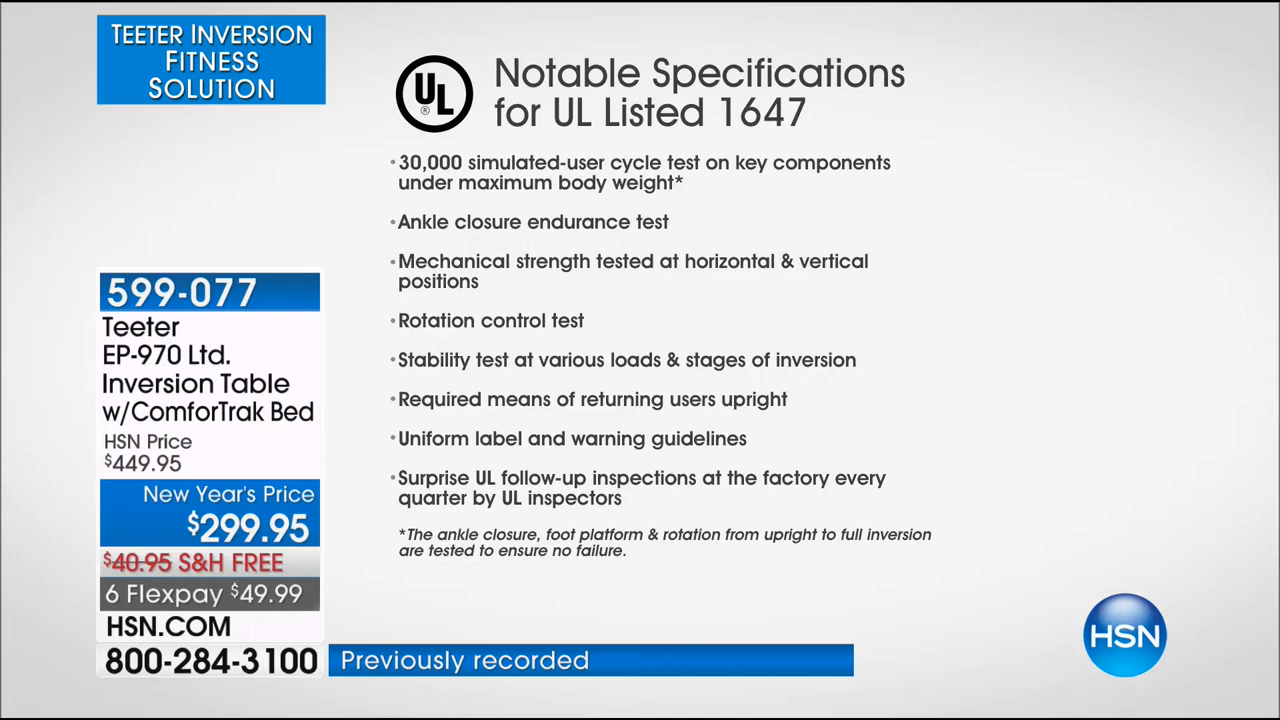 TEETER INVERSION
FITNESS
SOLUTION
UL
®
Notable Specifications
for UL Listed 1647
•30,000 simulated-user cycle test on key components
under maximum body weight*
•Ankle closure endurance test
•Mechanical strength tested at horizontal & vertical
positions
•Rotation control test
•Stability test at various loads & stages of inversion
•Required means of returning users upright
•Uniform label and warning guidelines
•Surprise UL follow-up inspections at the factory every
quarter by UL inspectors
*The ankle closure, foot platform & rotation from upright to full inversion
are tested to ensure no failure.
599-077
Teeter
EP-970 Ltd.
Inversion Table
w/ComforTrak Bed
HSN Price
$449.95
New Year's Price
$299.95
$40.95 S&H FREE
6 Flexpay $49.99
HSN.COM
800-284-3100
Previously recorded
HSN